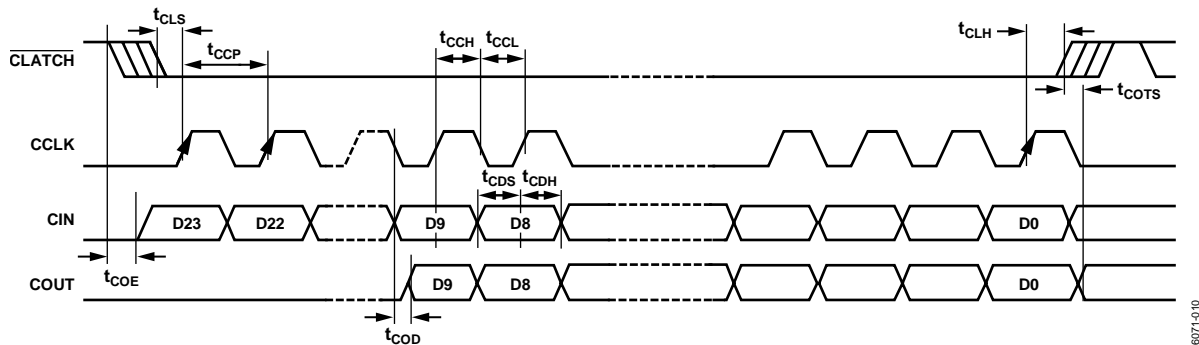 tCLS
tCCP
tCCH
tCCL
tCLH
CLATCH
tCOTS
CCLK
tCDS
tCDH
CIN
D23
D22
D9
D8
D0
tCOE
COUT
D9
D8
D0
tCOD
6071-010